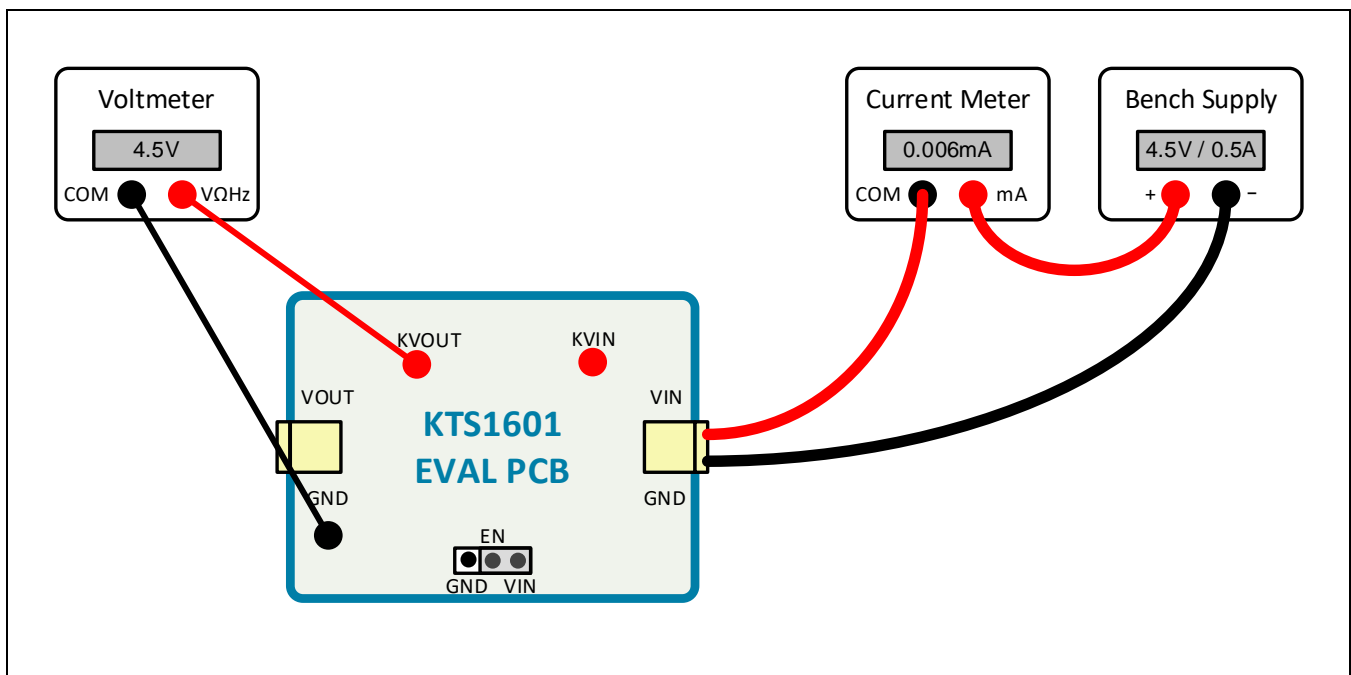 Voltmeter
4.5V
COM VΩHz
Current Meter
0.006mA
COM mA
Bench Supply
4.5V / 0.5A
+ −
KVOUT KVIN
VOUT VIN
KTS1601
EVAL PCB
GND GND
EN
GND VIN